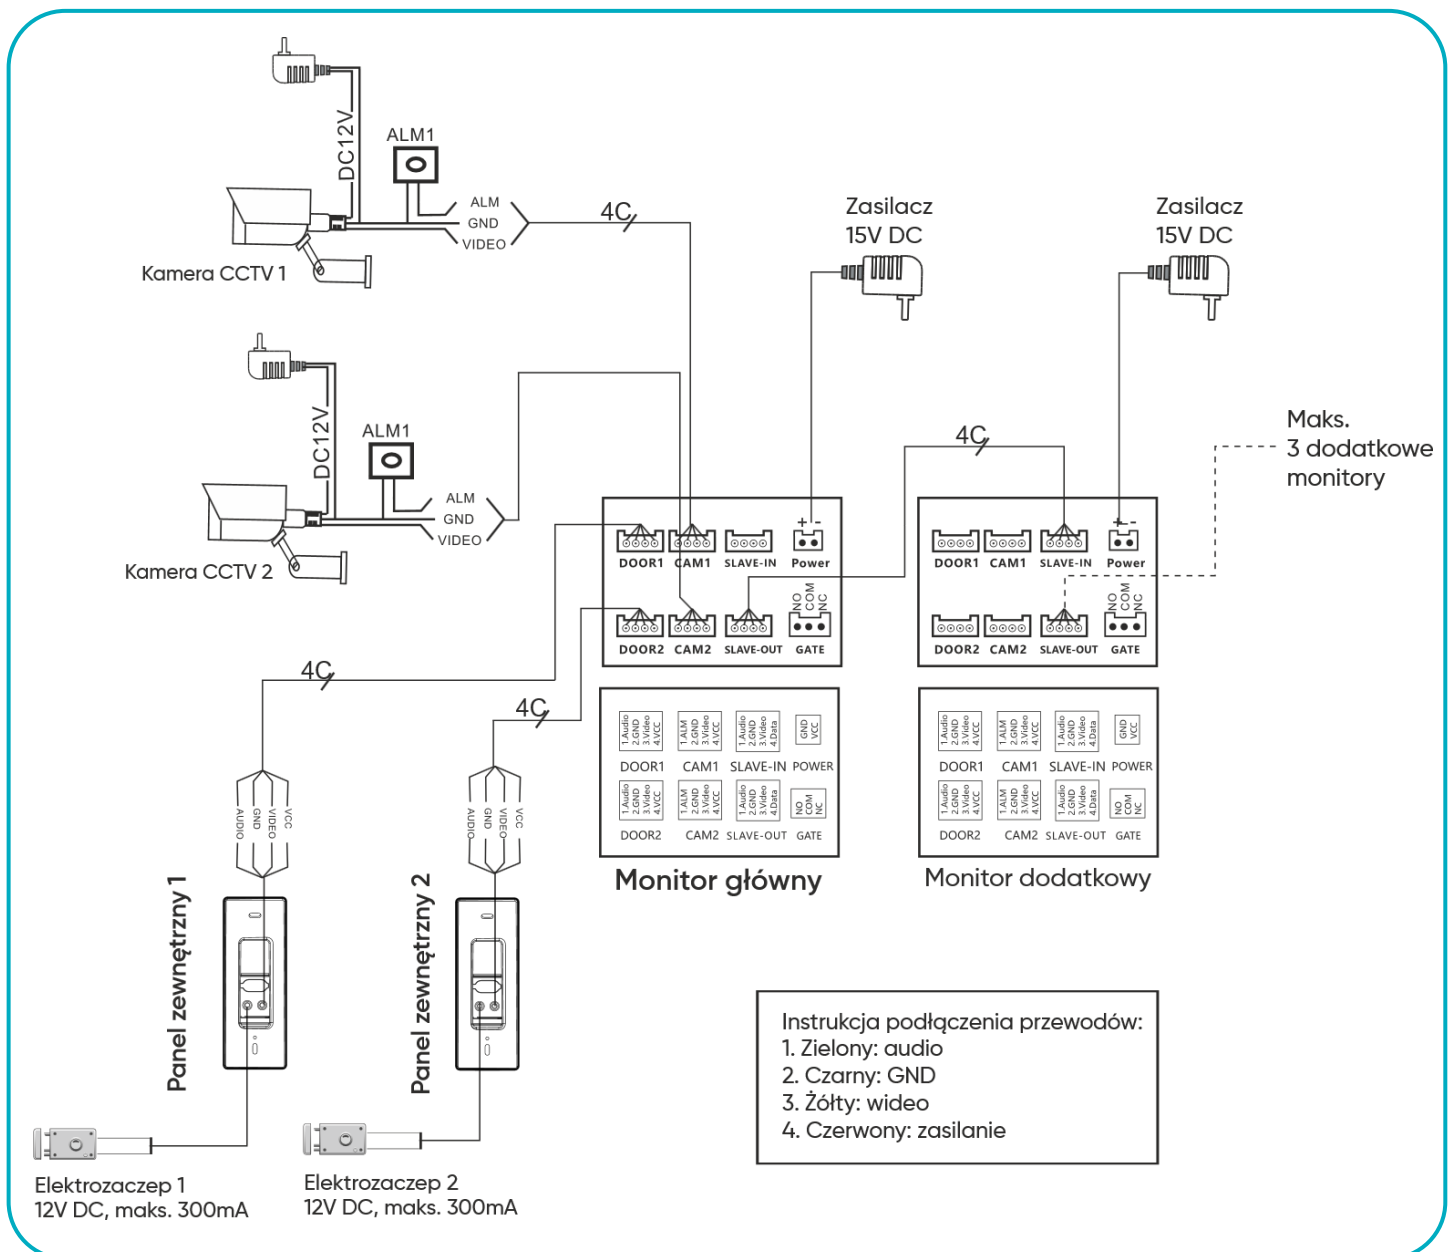 DC12V
ALM1
ALM
GND
VIDEO
4C
Kamera CCTV 1
Zasilacz
15V DC
Zasilacz
15V DC
DC12V
ALM1
ALM
GND
VIDEO
Kamera CCTV 2
4C
Maks.
3 dodatkowe
monitory
+ -
DOOR1 CAM1 SLAVE-IN Power
NO
COM
NC
DOOR2 CAM2 SLAVE-OUT GATE
+ -
DOOR1 CAM1 SLAVE-IN Power
NO
COM
NC
DOOR2 CAM2 SLAVE-OUT GATE
4C
4C
1.Audio
2.GND
3.Video
4.VCC
1.ALM
2.GND
3.Video
4.VCC
1.Audio
2.GND
3.Video
4.Data
GND
VCC
DOOR1 CAM1 SLAVE-IN POWER
1.Audio
2.GND
3.Video
4.VCC
1.ALM
2.GND
3.Video
4.VCC
1.Audio
2.GND
3.Video
4.Data
NO
COM
NC
DOOR2 CAM2 SLAVE-OUT GATE
Monitor główny
1.Audio
2.GND
3.Video
4.VCC
1.ALM
2.GND
3.Video
4.VCC
1.Audio
2.GND
3.Video
4.Data
GND
VCC
DOOR1 CAM1 SLAVE-IN POWER
1.Audio
2.GND
3.Video
4.VCC
1.ALM
2.GND
3.Video
4.VCC
1.Audio
2.GND
3.Video
4.Data
NO
COM
NC
DOOR2 CAM2 SLAVE-OUT GATE
Monitor dodatkowy
AUDIO
GND
VIDEO
VCC
AUDIO
GND
VIDEO
VCC
Panel zewnętrzny 1
Panel zewnętrzny 2
Instrukcja podłączenia przewodów:
1. Zielony: audio
2. Czarny: GND
3. Żółty: wideo
4. Czerwony: zasilanie
Elektrozaczep 1
12V DC, maks. 300mA
Elektrozaczep 2
12V DC, maks. 300mA